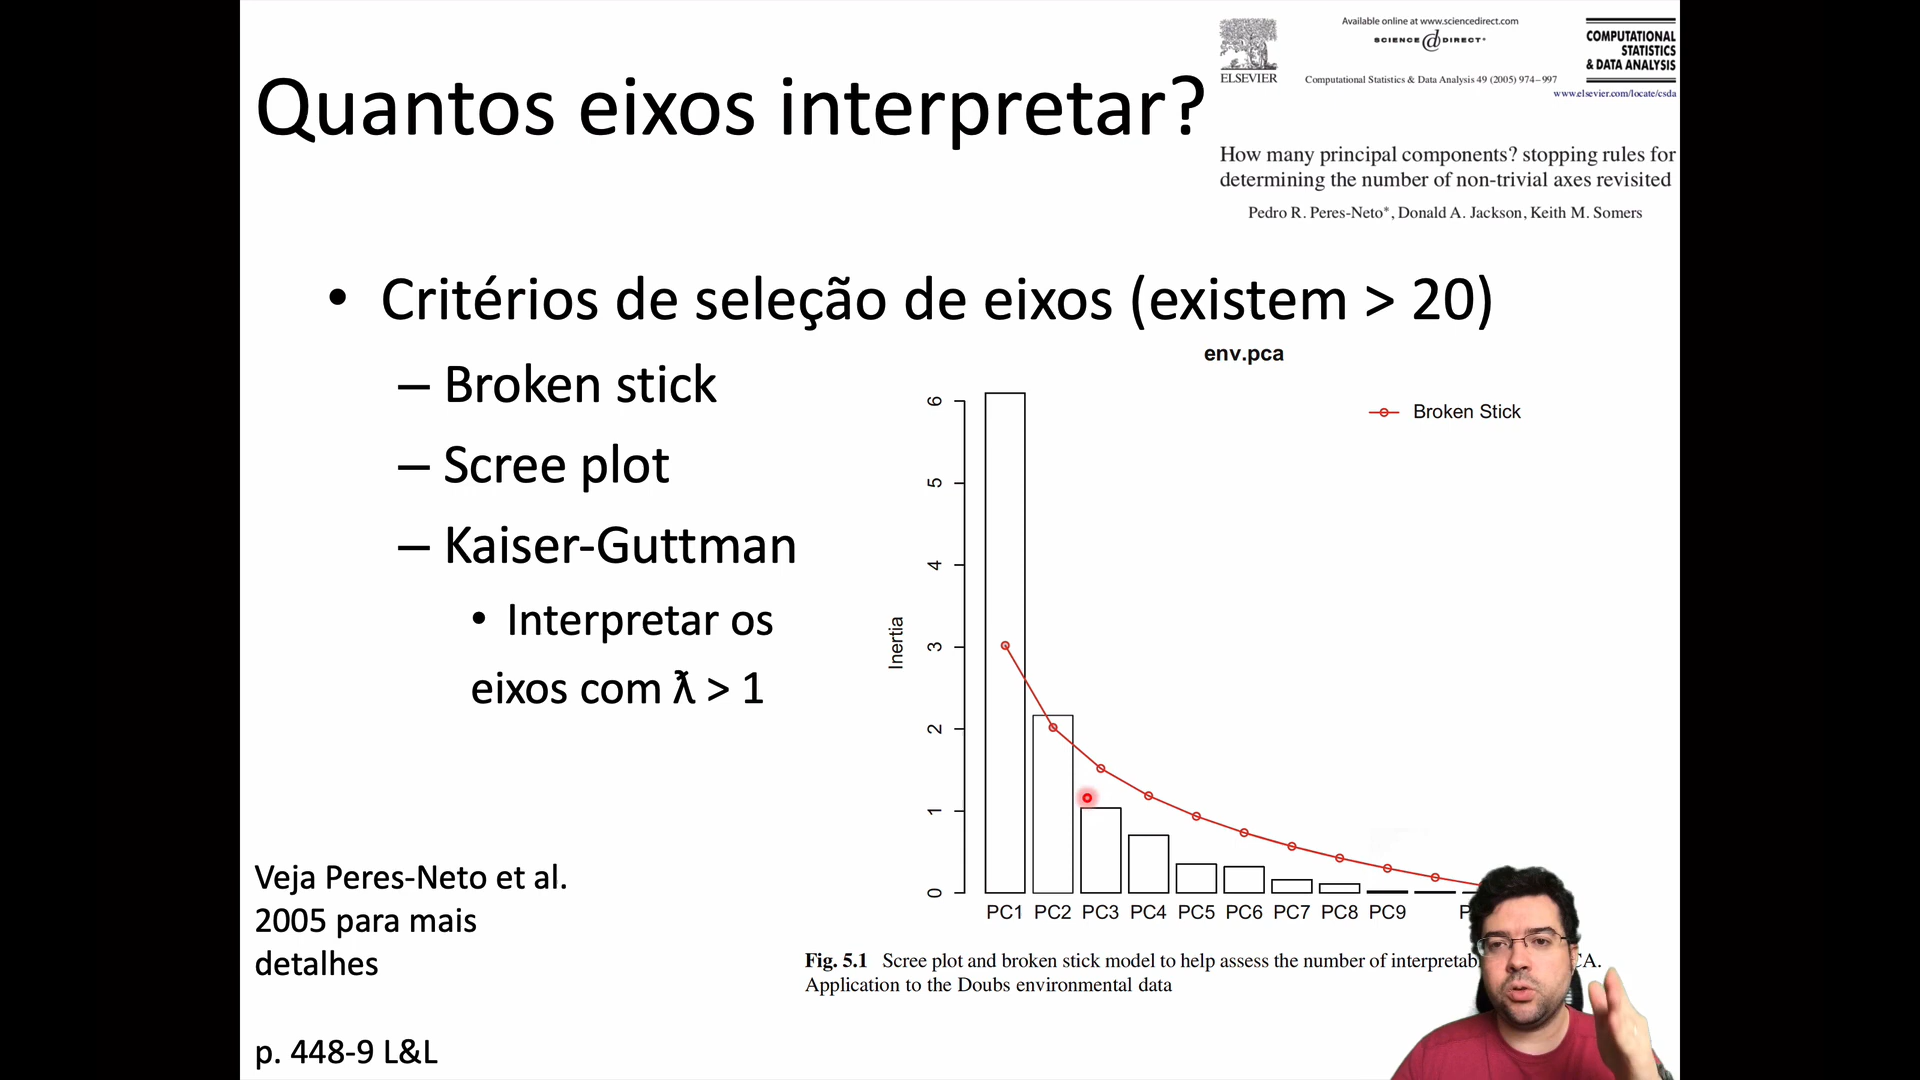 Quantos eixos interpretar?
ELSEVIER
Available online at www.sciencedirect.com
SCIENCE @ DIRECT®
Computational Statistics & Data Analysis 49 (2005) 974–997
COMPUTATIONAL
STATISTICS
& DATA ANALYSIS
www.elsevier.com/locate/csda
How many principal components? stopping rules for
determining the number of non-trivial axes revisited
Pedro R. Peres-Neto*, Donald A. Jackson, Keith M. Somers
• Critérios de seleção de eixos (existem > 20)
– Broken stick
– Scree plot
– Kaiser-Guttman
• Interpretar os
eixos com ƛ > 1
Veja Peres-Neto et al.
2005 para mais
detalhes
p. 448-9 L&L
env.pca
Broken Stick
Inertia
6
5
4
3
2
1
0
PC1 PC2 PC3 PC4 PC5 PC6 PC7 PC8 PC9
Fig. 5.1 Scree plot and broken stick model to help assess the number of
Application to the Doubs environmental data